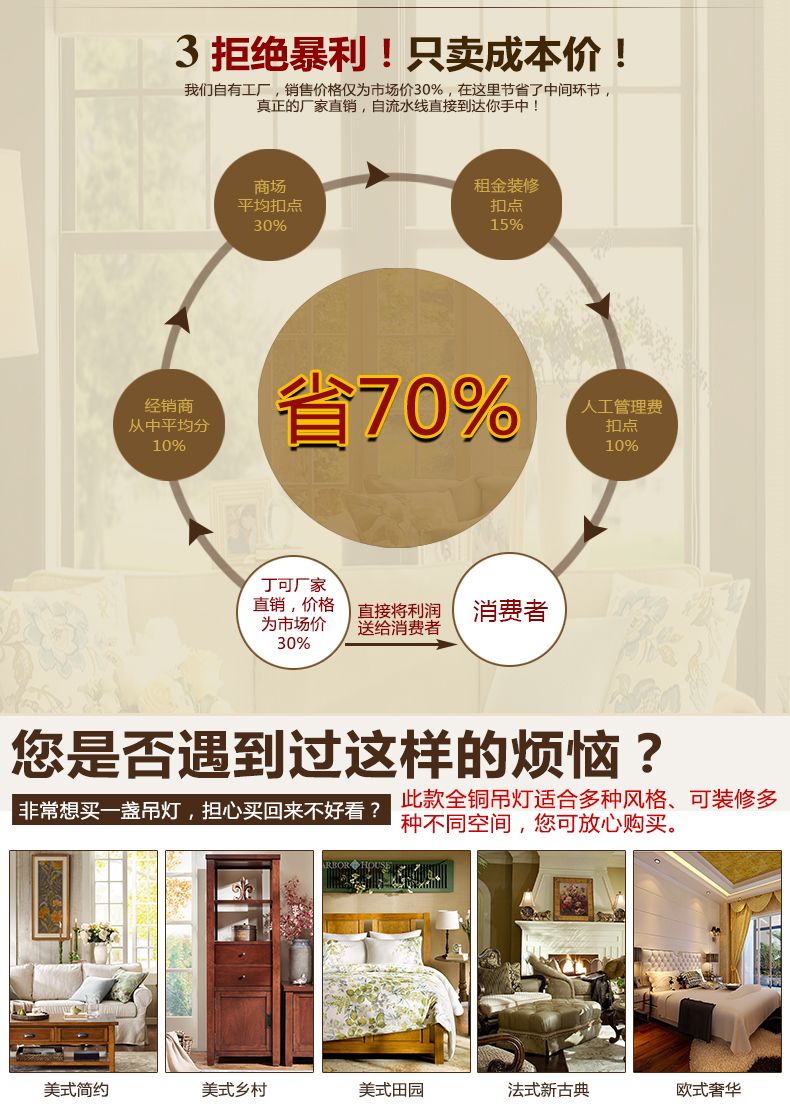 3 拒绝暴利！只卖成本价！
我们自有工厂，销售价格仅为市场价30%，在这里节省了中间环节，
真正的厂家直销，自流水线直接到达你手中！
商场
平均扣点
30%
租金装修
扣点
15%
经销商
从中平均分
10%
省70%
人工管理费
扣点
10%
丁可厂家
直销，价格
为市场价
30%
直接将利润
送给消费者
消费者
您是否遇到过这样的烦恼？
非常想买一盏吊灯，担心买回来不好看？
此款全铜吊灯适合多种风格、可装修多
种不同空间，您可放心购买。
ARBOR HOUSE
美式简约
美式乡村
美式田园
法式新古典
欧式奢华